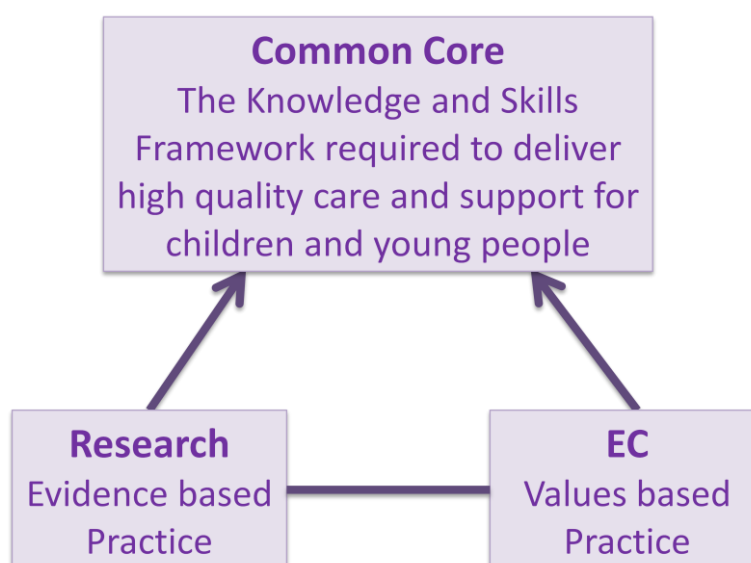 Common Core
The Knowledge and Skills
Framework required to deliver
high quality care and support for
children and young people
Research
Evidence based
Practice
EC
Values based
Practice